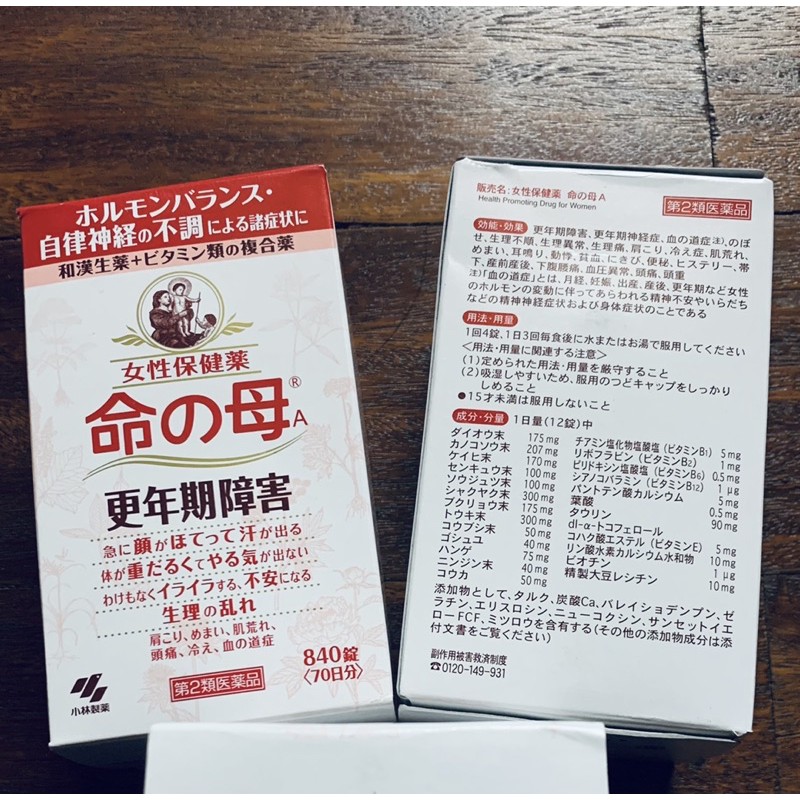 ホルモンバランス・
自律神経の不調による諸症状に
和漢生薬+ビタミン類の複合薬
女性保健薬
命の母®A
更年期障害
急に顔がほてって汗が出る
体が重だるくてやる気が出ない
わけもなくイライラする、不安になる
生理の乱れ
肩こり、めまい、肌荒れ、
頭痛、冷え、血の道症
840錠
〈70日分〉
第2類医薬品
小林製薬
販売名:女性保健薬 命の母A
Health Promoting Drug for Women
第2類医薬品
効能・効果 更年期障害、更年期神経症、血の道症注)、のぼ
せ、生理不順、生理異常、生理痛、肩こり、冷え症、肌荒れ、
めまい、耳鳴り、動悸、貧血、にきび、便秘、ヒステリー、帯
下、産前産後、下腹腰痛、血圧異常、頭痛、頭重
注)「血の道症」とは、月経、妊娠、出産、産後、更年期など女性
のホルモンの変動に伴ってあらわれる精神不安やいらだち
などの精神神経症状および身体症状のことである
用法・用量
1回4錠、1日3回毎食後に水またはお湯で服用してください
<用法・用量に関連する注意>
(1)定められた用法・用量を厳守すること
(2)吸湿しやすいため、服用のつどキャップをしっかり
しめること
●15才未満は服用しないこと
成分・分量 1日量(12錠)中
ダイオウ末 175mg
カノコソウ末 207mg
ケイヒ末 170mg
センキュウ末 100mg
ソウジュツ末 100mg
シャクヤク末 300mg
ブクリョウ末 175mg
トウキ末 300mg
コウブシ末 50mg
ゴシュユ 40mg
ハンゲ 75mg
ニンジン末 40mg
コウカ 50mg
チアミン塩化物塩酸塩(ビタミンB1) 5mg
リボフラビン(ビタミンB2) 1mg
ピリドキシン塩酸塩(ビタミンB6) 0.5mg
シアノコバラミン(ビタミンB12) 1μg
パントテン酸カルシウム 5mg
葉酸 0.5mg
タウリン 90mg
dl-α-トコフェロール
コハク酸エステル(ビタミンE) 5mg
リン酸水素カルシウム水和物 10mg
ビオチン 1μg
精製大豆レシチン 10mg
添加物として、タルク、炭酸Ca、バレイショデンプン、ゼ
ラチン、エリスロシン、ニューコクシン、サンセットイエ
ローFCF、ミツロウを含有する(その他の添加物成分は添
付文書をご覧ください)
副作用被害救済制度
☎0120-149-931